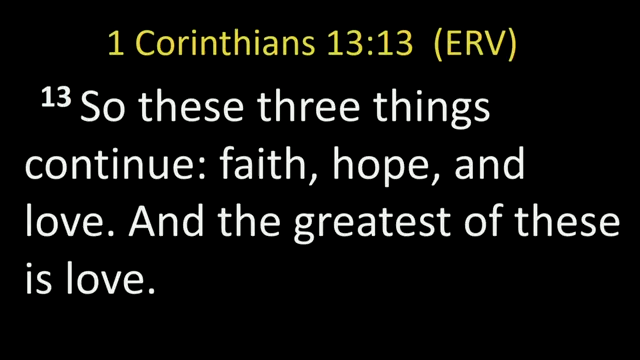 1 Corinthians 13:13  (ERV)
13 So these three things
continue: faith, hope, and
love. And the greatest of these
is love.